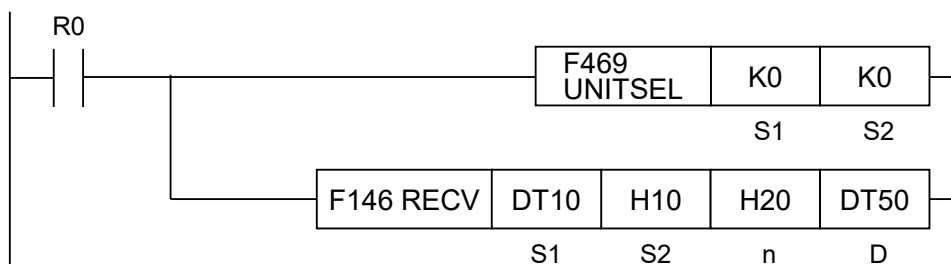 R0
F469
UNITSEL K0 K0
S1 S2
F146 RECV DT10 H10 H20 DT50
S1 S2 n D